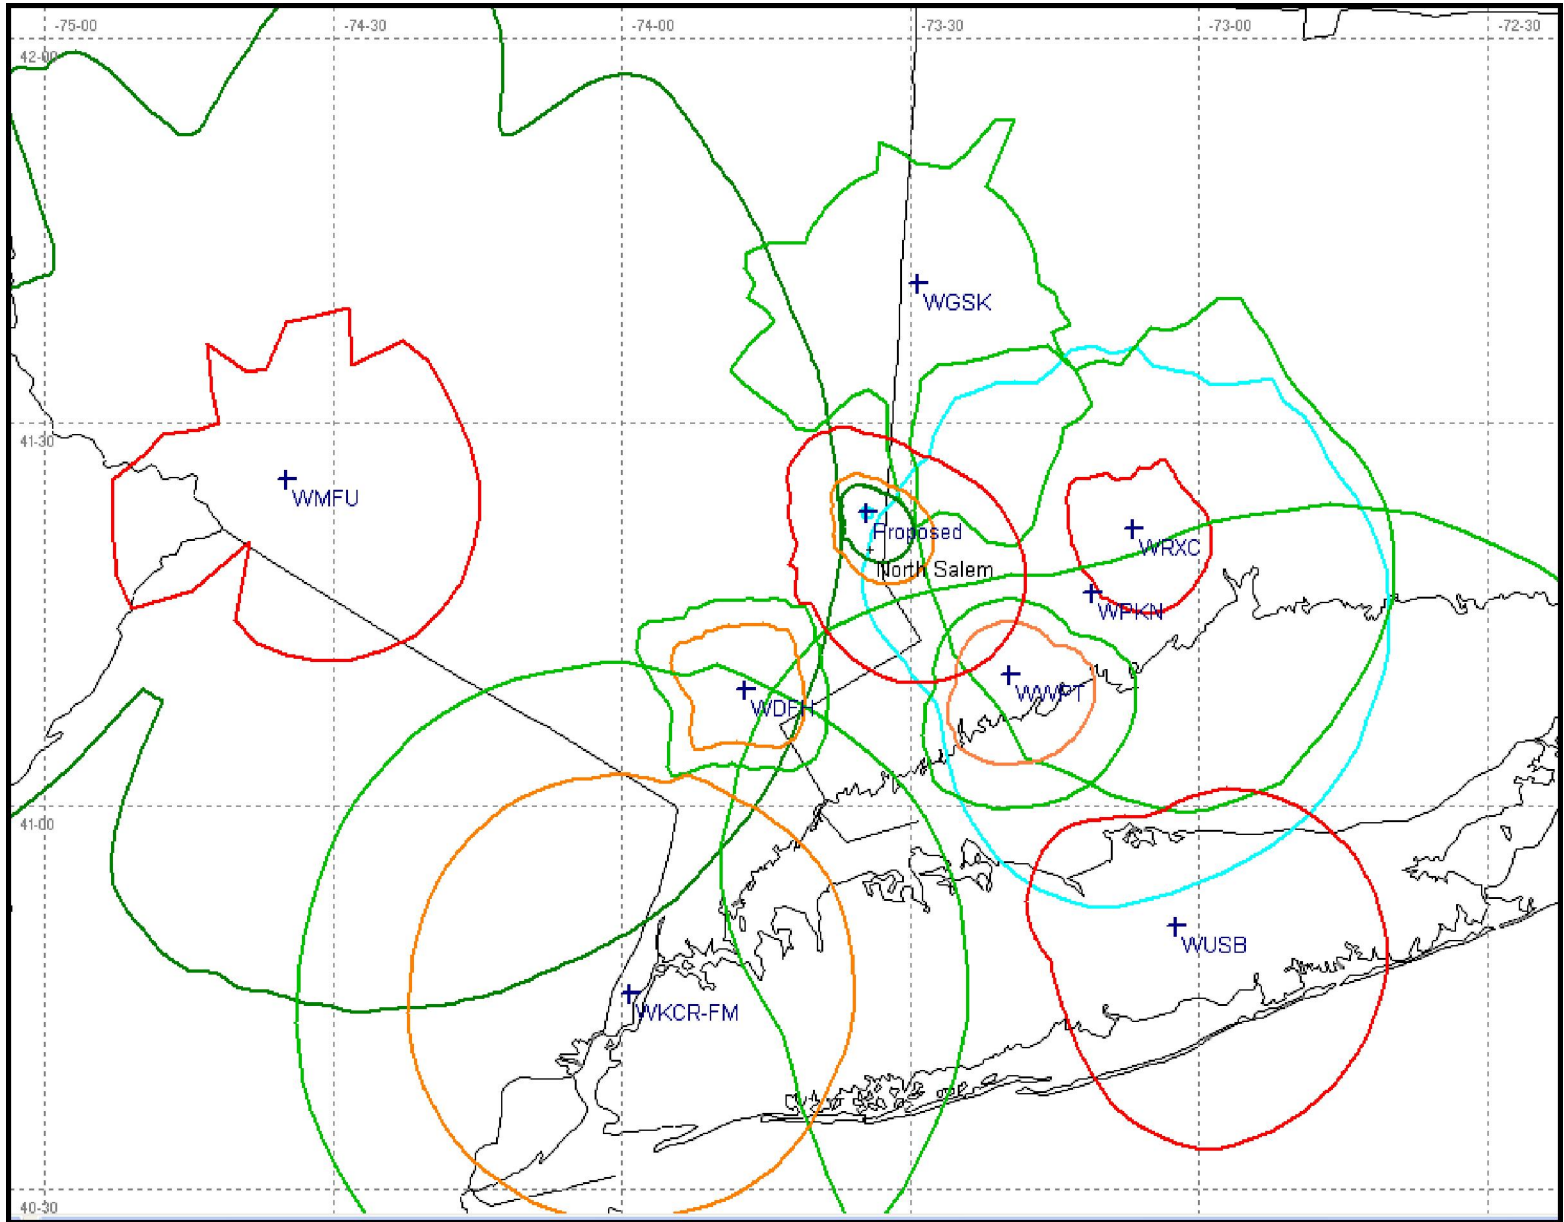 -75-00
-74-30
-74-00
-73-30
-73-00
-72-30
42-00
WGSK
41-30
WMFU
Proposed
WRXC
North Salem
WPKN
WWPT
WDFH
41-00
WUSB
WKCR-FM
40-30